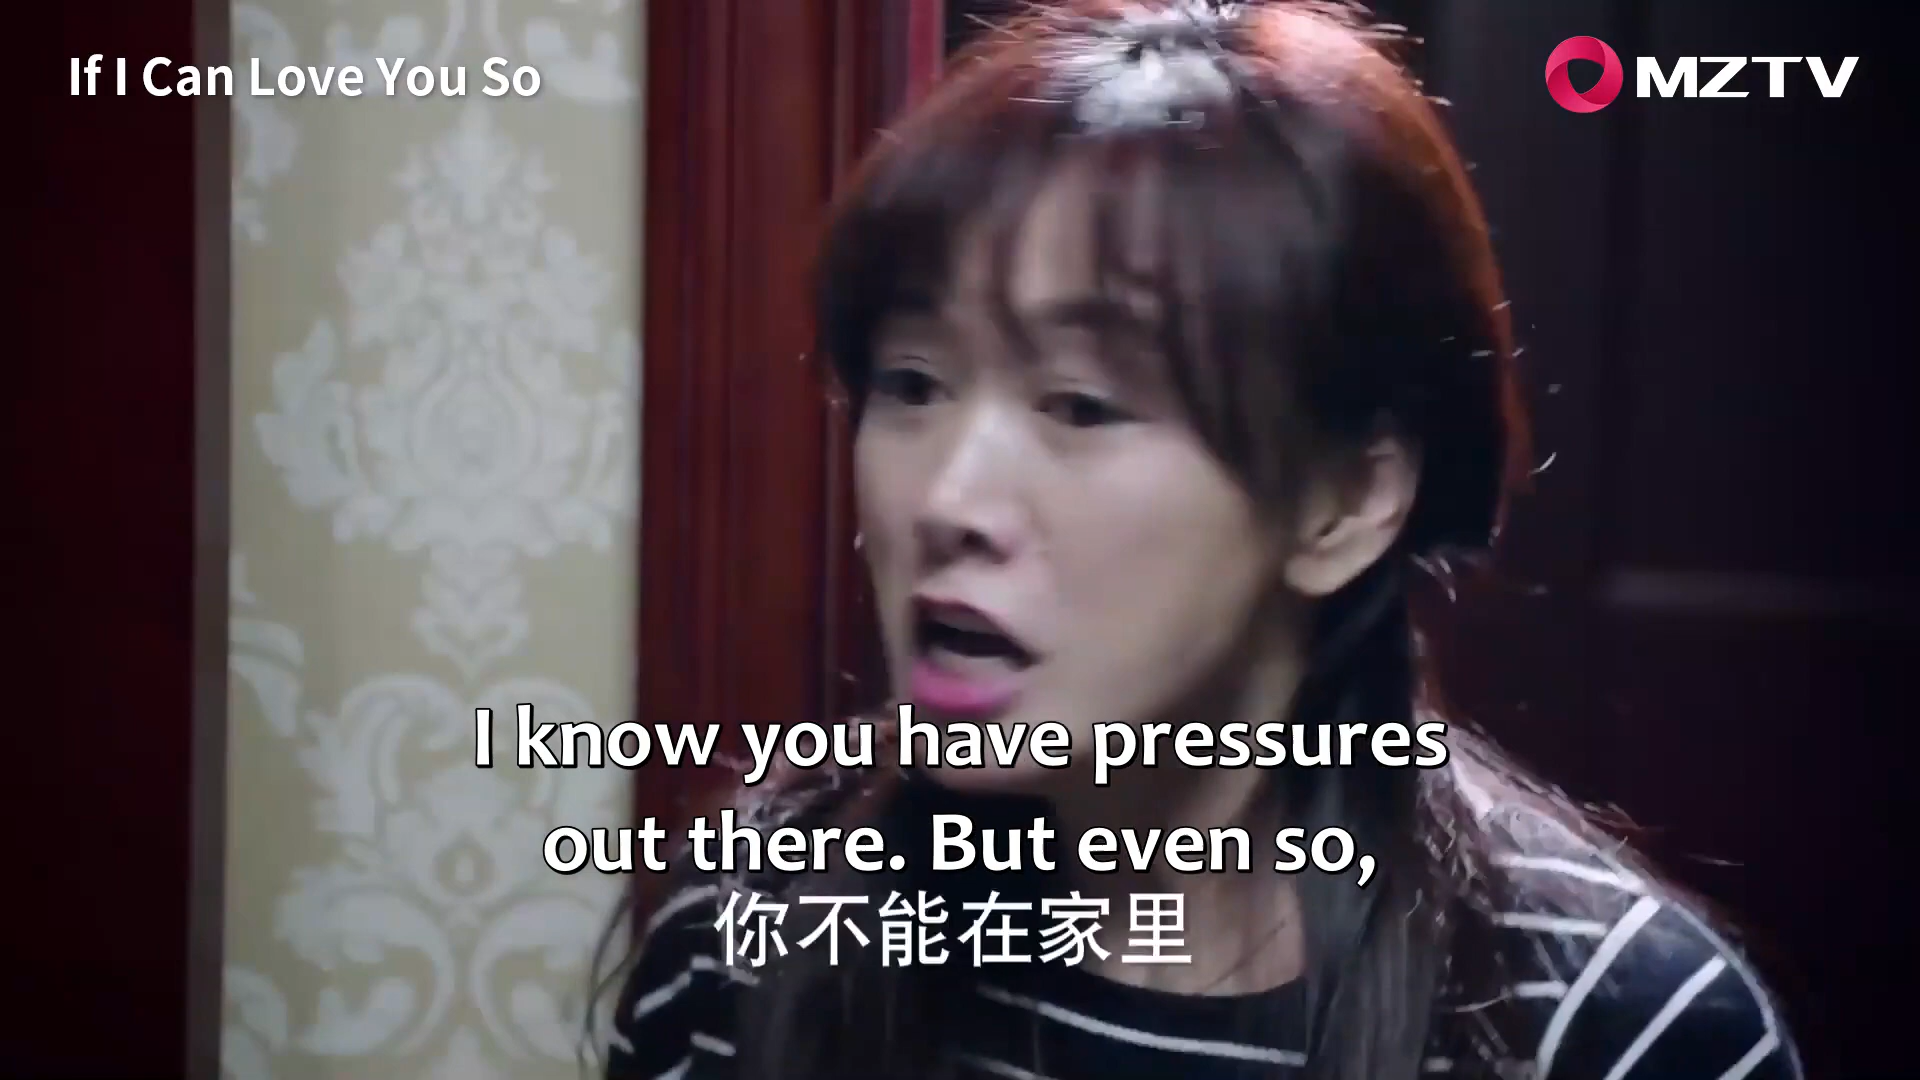 If I Can Love You So
MZTV
I know you have pressures
out there. But even so,
你不能在家里